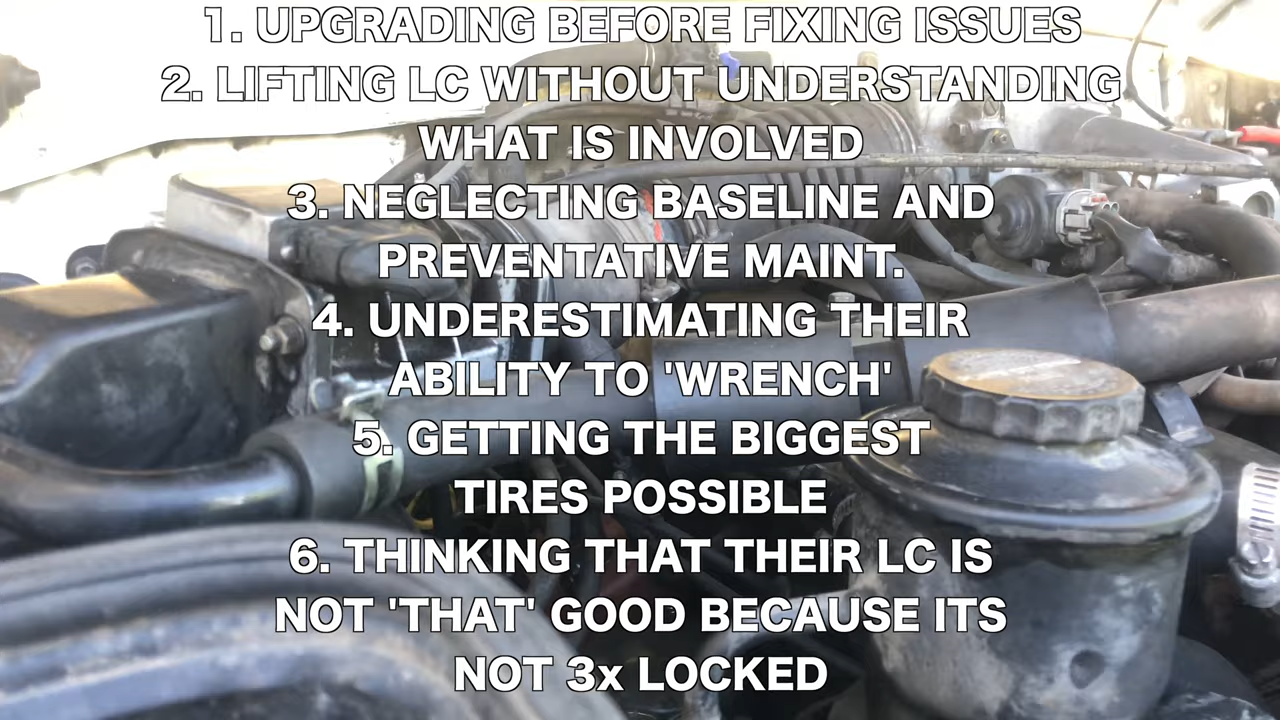 1. UPGRADING BEFORE FIXING ISSUES
2. LIFTING LC WITHOUT UNDERSTANDING
WHAT IS INVOLVED
3. NEGLECTING BASELINE AND
PREVENTATIVE MAINT.
4. UNDERESTIMATING THEIR
ABILITY TO 'WRENCH'
5. GETTING THE BIGGEST
TIRES POSSIBLE
6. THINKING THAT THEIR LC IS
NOT 'THAT' GOOD BECAUSE ITS
NOT 3x LOCKED